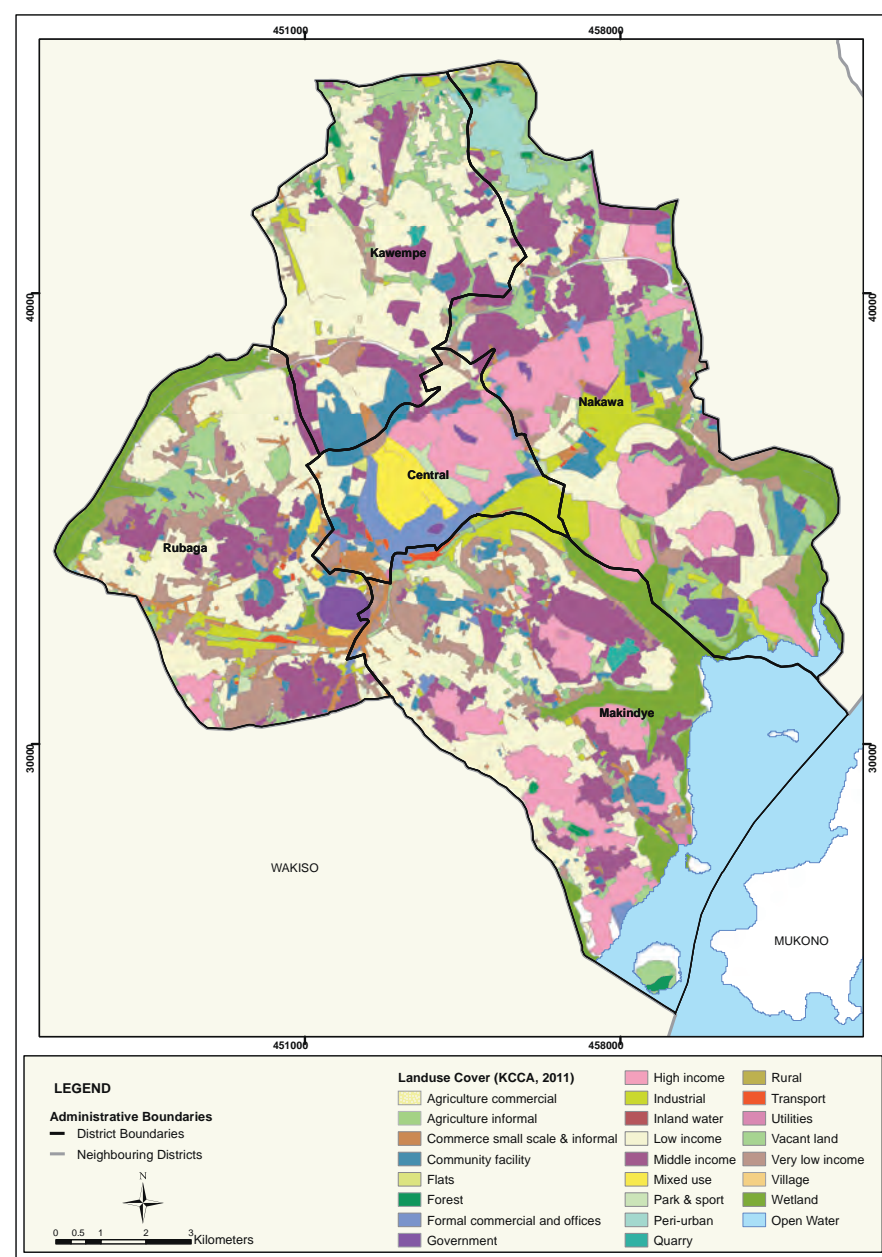 451000 458000
40000 40000
Kawempe
Nakawa
Central
Rubaga
Makindye
30000 30000
WAKISO
MUKONO
451000 458000
LEGEND
Administrative Boundaries
District Boundaries
Neighbouring Districts
N
0 0.5 1 2 3
Kilometers
Landuse Cover (KCCA, 2011)
Agriculture commercial
Agriculture informal
Commerce small scale & informal
Community facility
Flats
Forest
Formal commercial and offices
Government
High income
Industrial
Inland water
Low income
Middle income
Mixed use
Park & sport
Peri-urban
Quarry
Rural
Transport
Utilities
Vacant land
Very low income
Village
Wetland
Open Water